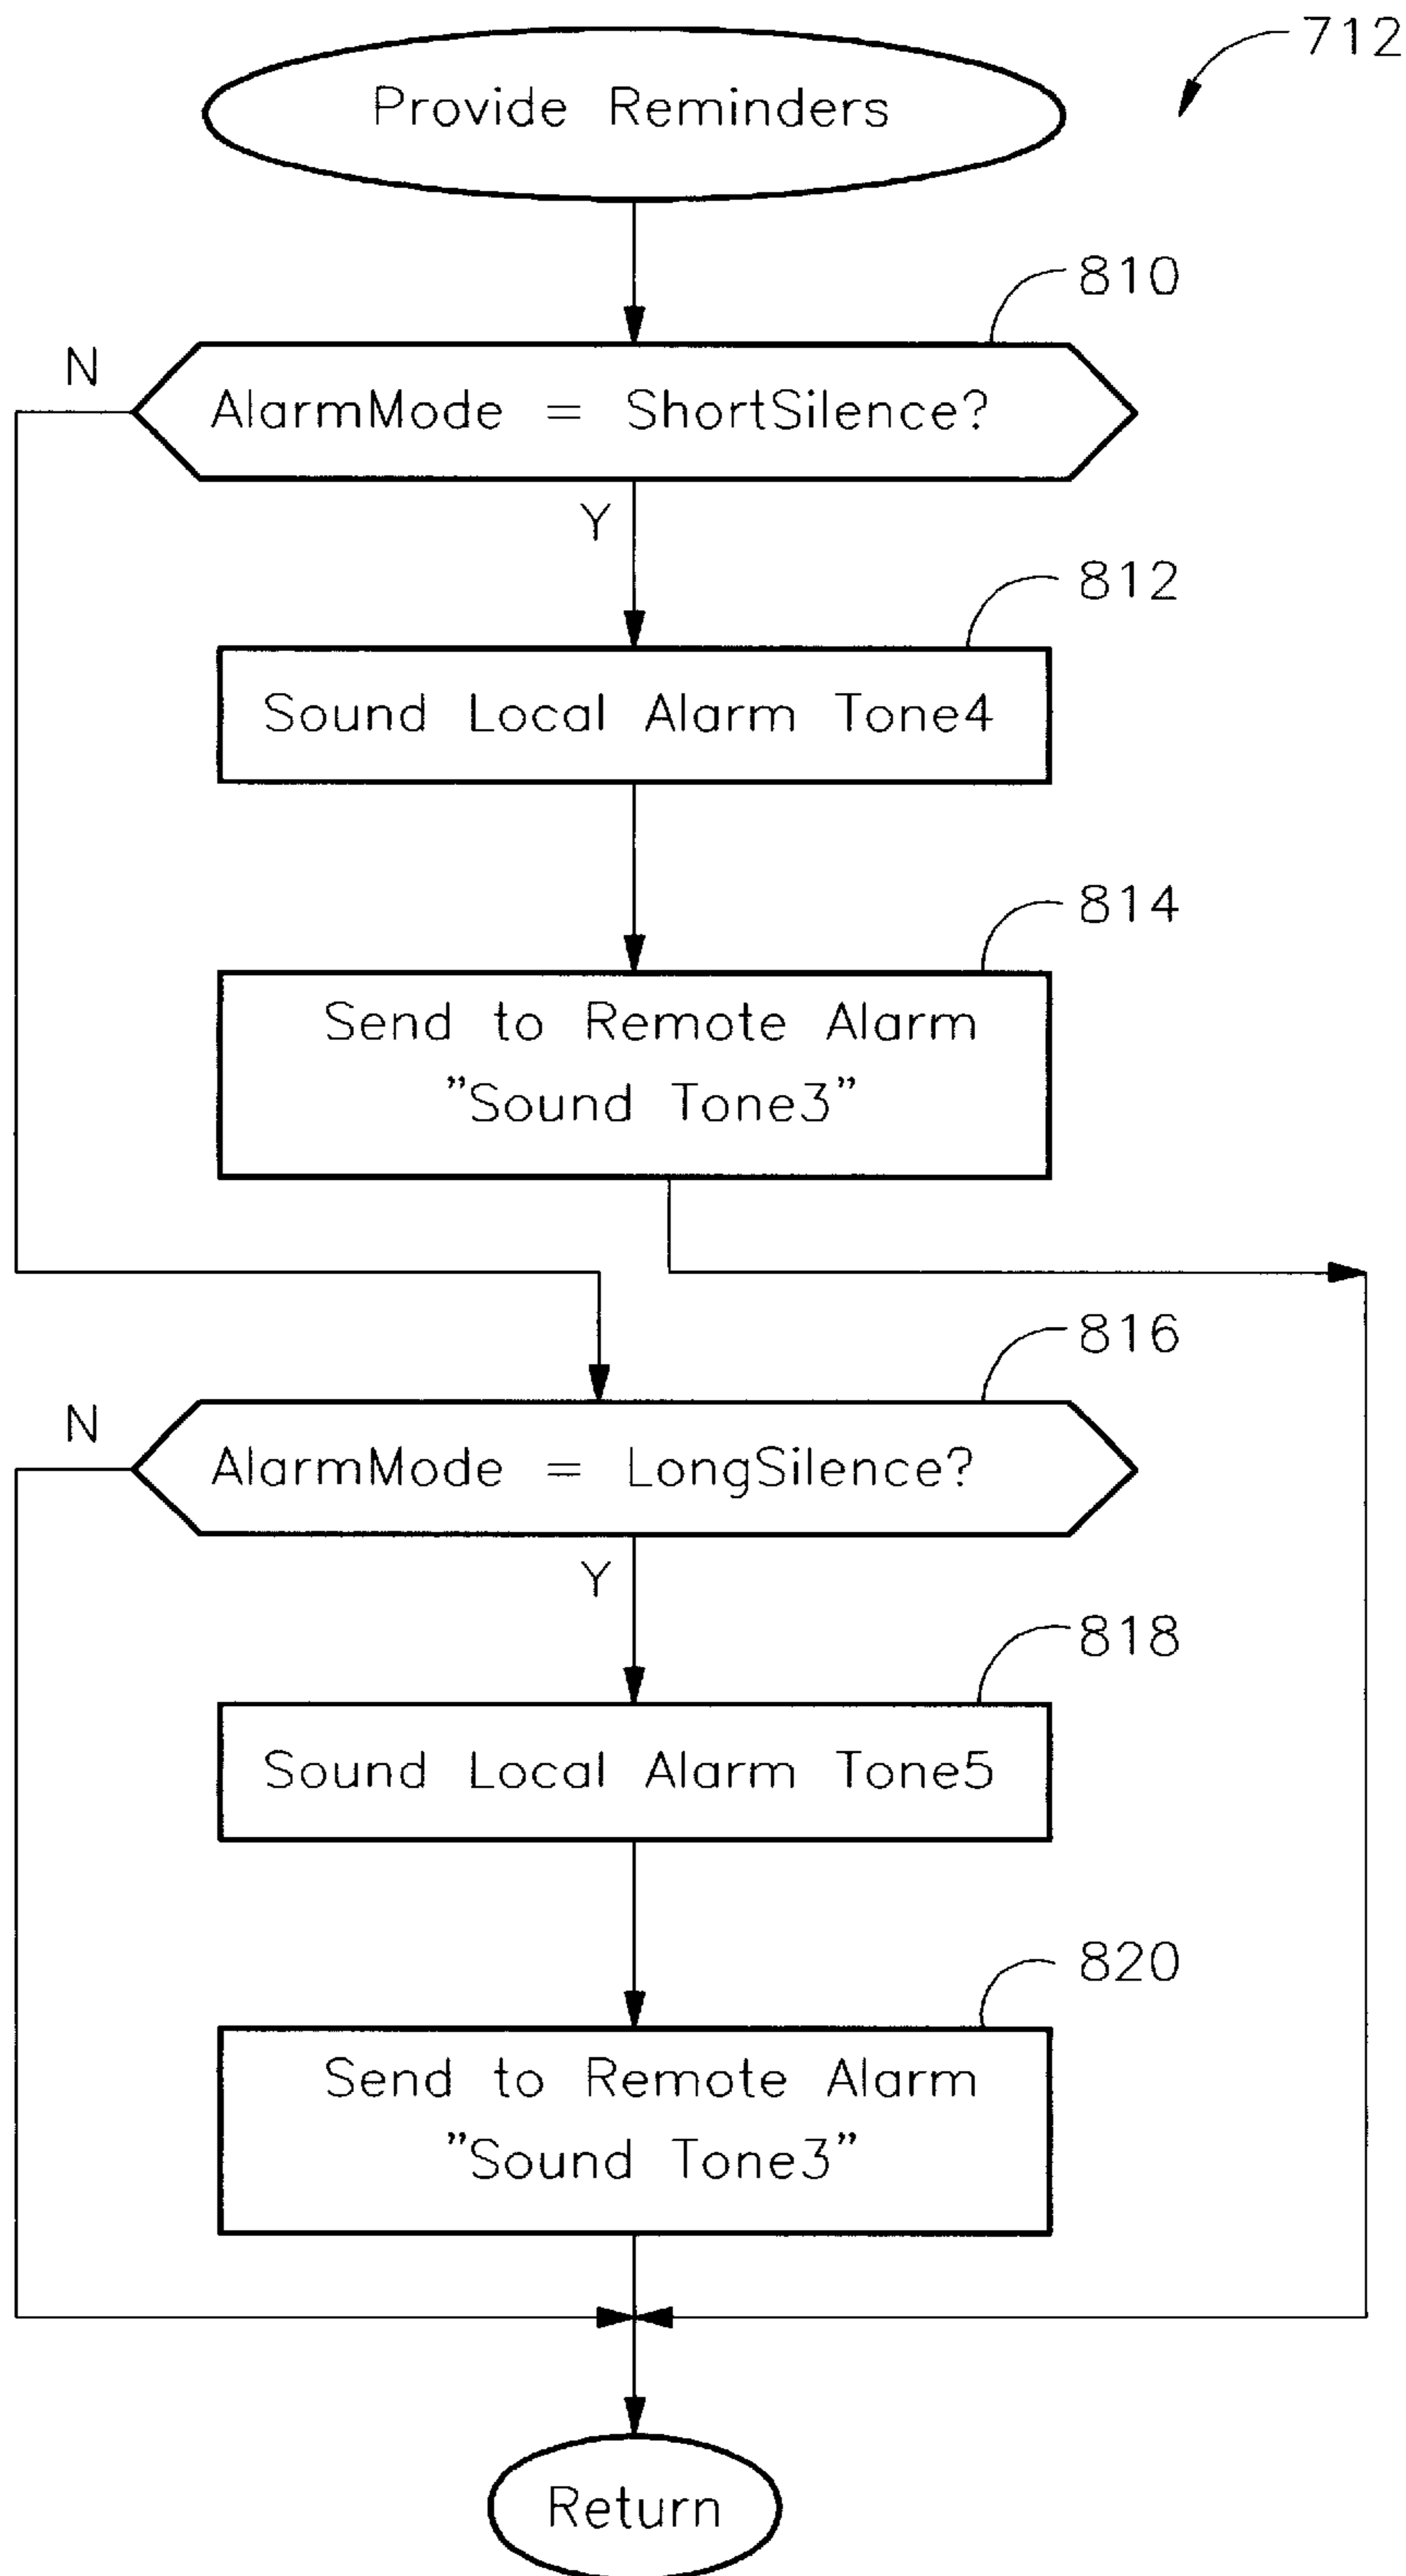 712
Provide Reminders
810
N
AlarmMode = ShortSilence?
Y
812
Sound Local Alarm Tone4
814
Send to Remote Alarm
"Sound Tone3"
816
N
AlarmMode = LongSilence?
Y
818
Sound Local Alarm Tone5
820
Send to Remote Alarm
"Sound Tone3"
Return